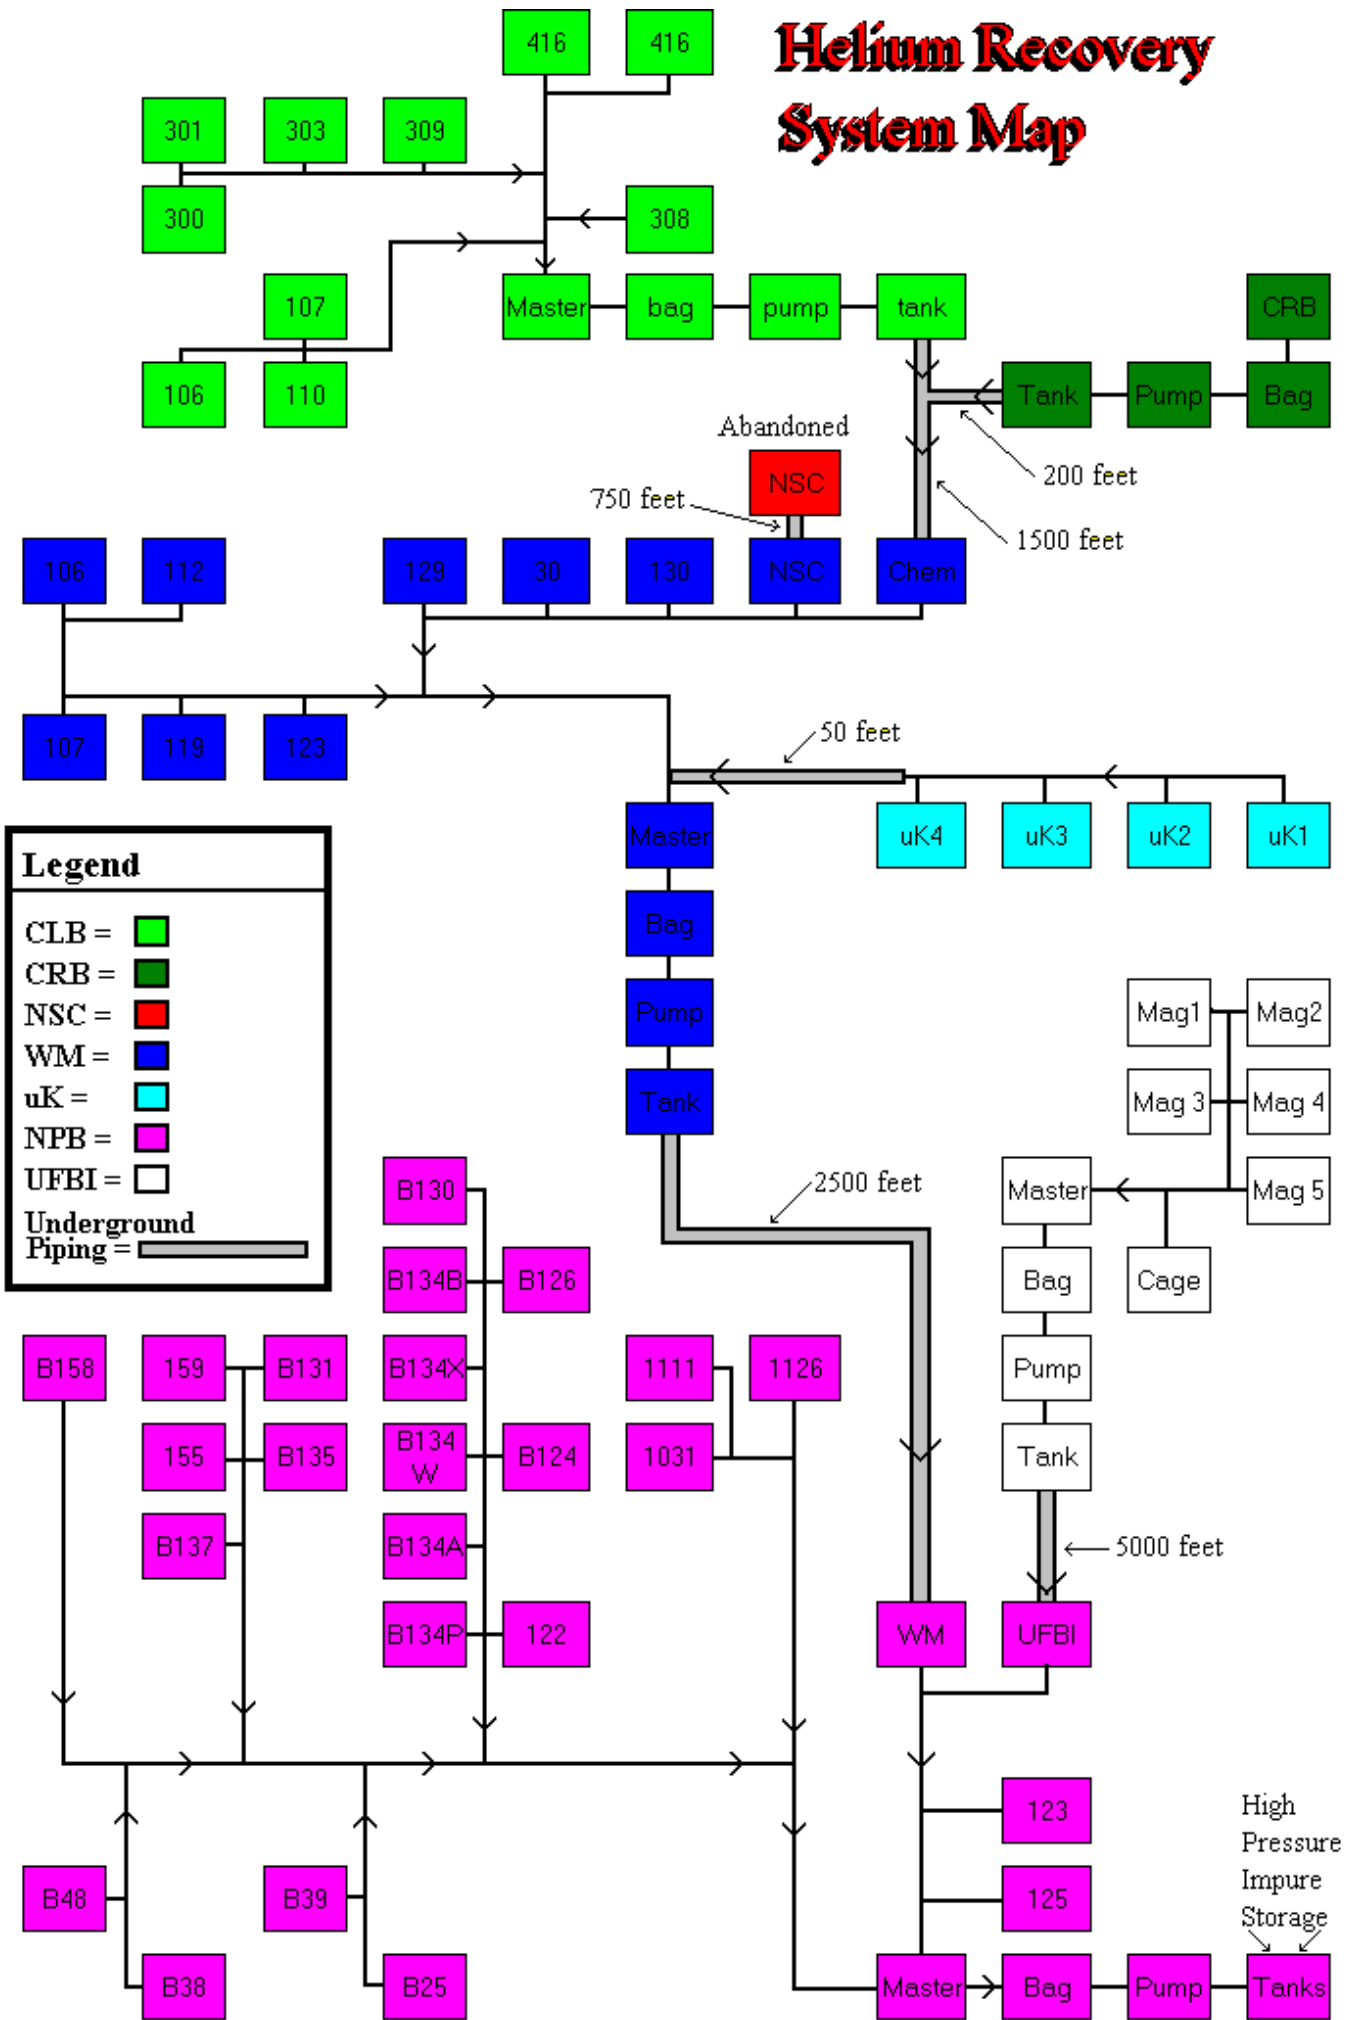 Helium Recovery
System Map
416
416
301
303
309
300
308
107
Master
bag
pump
tank
CRB
106
110
Tank
Pump
Bag
Abandoned
NSC
200 feet
750 feet
1500 feet
106
112
129
30
130
NSC
Chem
107
119
123
50 feet
Master
uK4
uK3
uK2
uK1
Legend
CLB =
CRB =
NSC =
WM =
uK =
NPB =
UFBI =
Underground
Piping =
Bag
Pump
Tank
Mag1
Mag2
Mag 3
Mag 4
Master
Mag 5
Bag
Cage
Pump
Tank
2500 feet
5000 feet
B130
B134B
B126
B158
159
B131
B134X
1111
1126
155
B135
B134
W
B124
1031
B137
B134A
B134P
122
WM
UFBI
123
125
B48
B39
B38
B25
Master
Bag
Pump
Tanks
High
Pressure
Impure
Storage